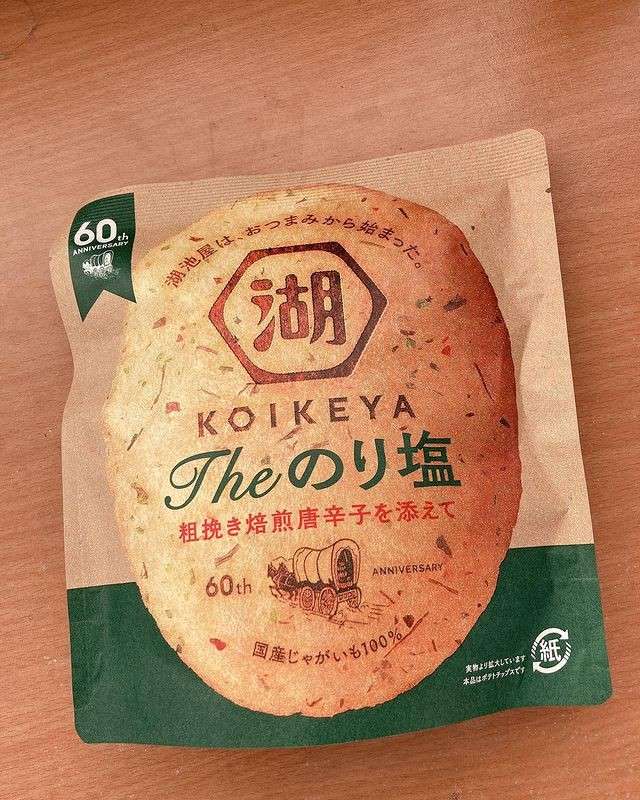 60th
ANNIVERSARY
湖池屋は、おつまみから始まった。
湖
KOIKEYA
Theのり塩
粗挽き焙煎唐辛子を添えて
60th ANNIVERSARY
国産じゃがいも100%
実物より拡大しています
本品はポテトチップスです
紙